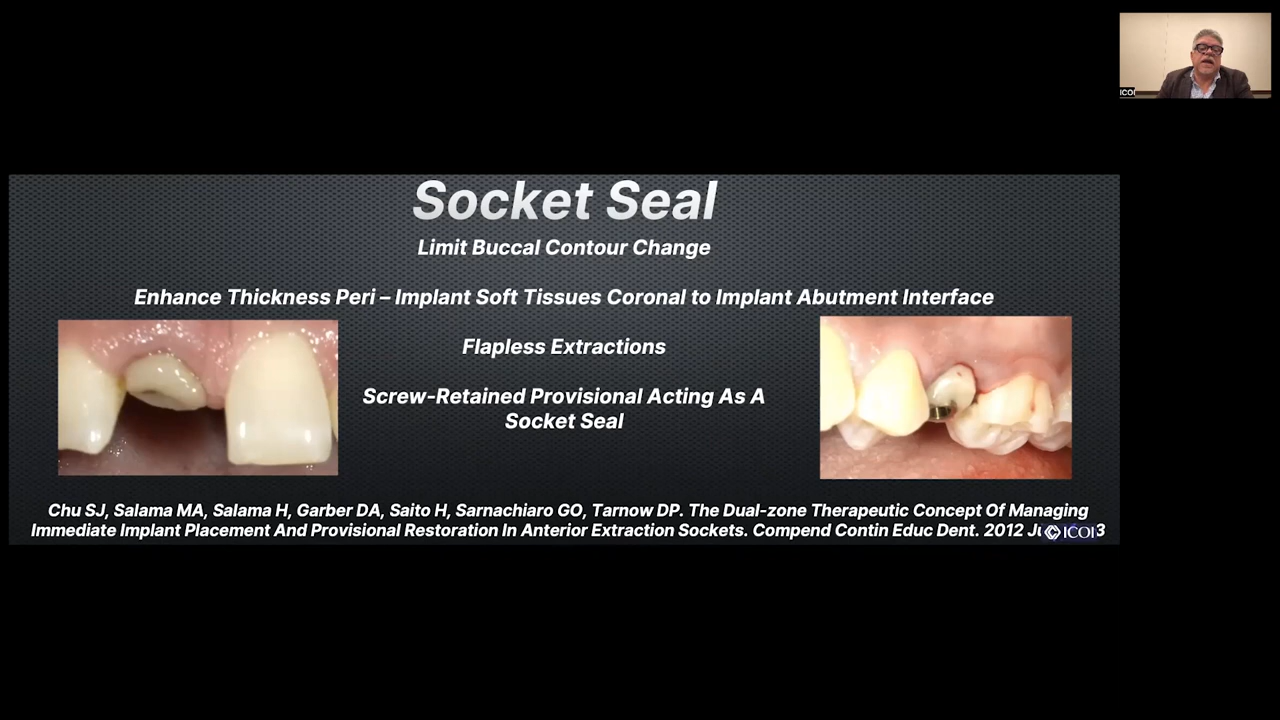 ICOI
Socket Seal
Limit Buccal Contour Change
Enhance Thickness Peri – Implant Soft Tissues Coronal to Implant Abutment Interface
Flapless Extractions
Screw-Retained Provisional Acting As A
Socket Seal
Chu SJ, Salama MA, Salama H, Garber DA, Saito H, Sarnachiaro GO, Tarnow DP. The Dual-zone Therapeutic Concept Of Managing
Immediate Implant Placement And Provisional Restoration In Anterior Extraction Sockets. Compend Contin Educ Dent. 2012 3
ICOI